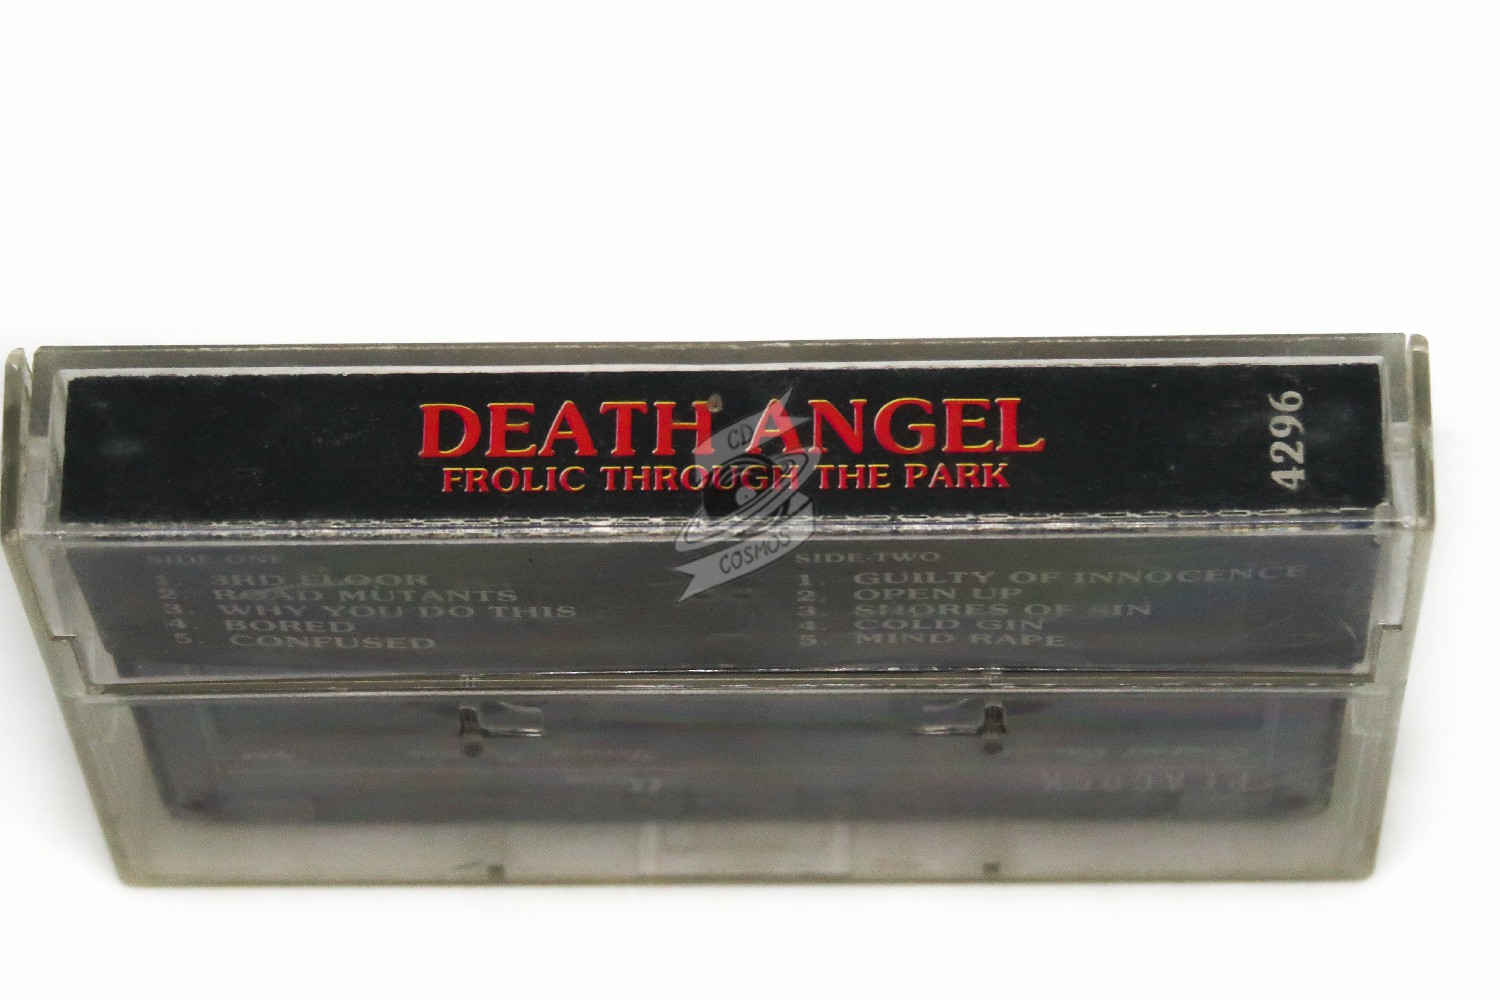 DEATH ANGEL
FROLIC THROUGH THE PARK
4296
CD
COSMOS
SIDE-ONE
1. 3RD FLOOR
2. ROAD MUTANTS
3. WHY YOU DO THIS
4. BORED
5. CONFUSED
SIDE-TWO
1. GUILTY OF INNOCENCE
2. OPEN UP
3. SHORES OF SIN
4. COLD GIN
5. MIND RAPE